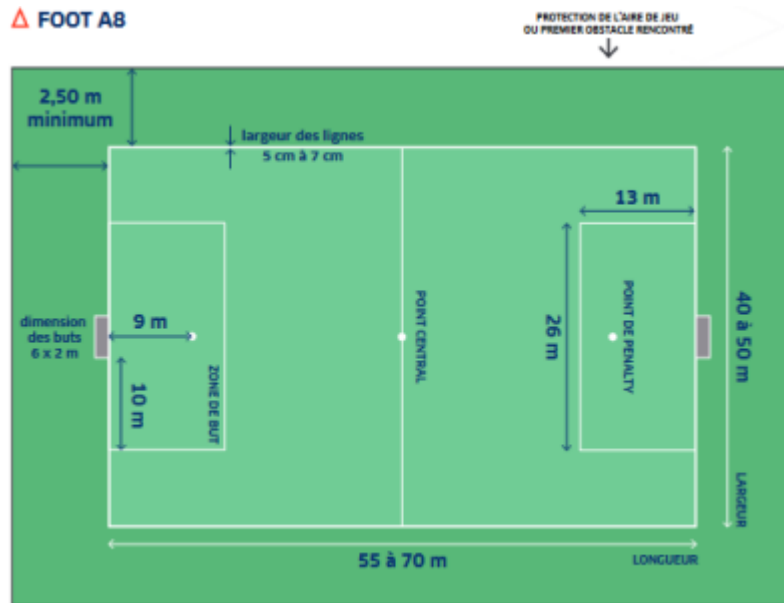 FOOT A8
PROTECTION DE L'AIRE DE JEU
OU PREMIER OBSTACLE RENCONTRÉ
2,50 m
minimum
largeur des lignes
5 cm à 7 cm
13 m
dimension
des buts
6 x 2 m
9 m
10 m
ZONE DE BUT
POINT CENTRAL
26 m
POINT DE PENALTY
40 à 50 m
LARGEUR
55 à 70 m
LONGUEUR